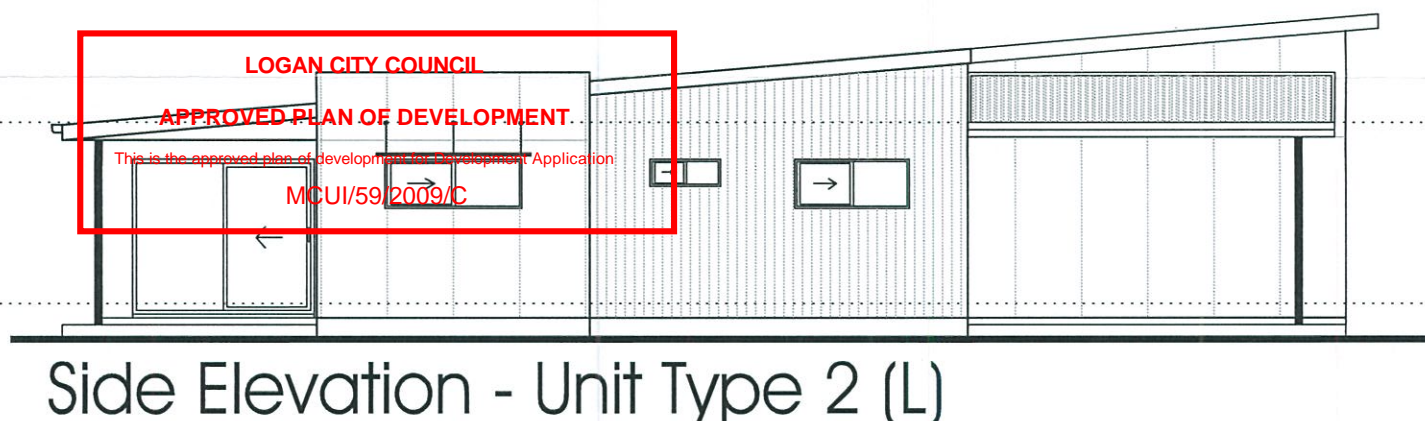 LOGAN CITY COUNCIL
APPROVED PLAN OF DEVELOPMENT
This is the approved plan of development for Development Application
MCUI/59/2009/C
Side Elevation - Unit Type 2 (L)